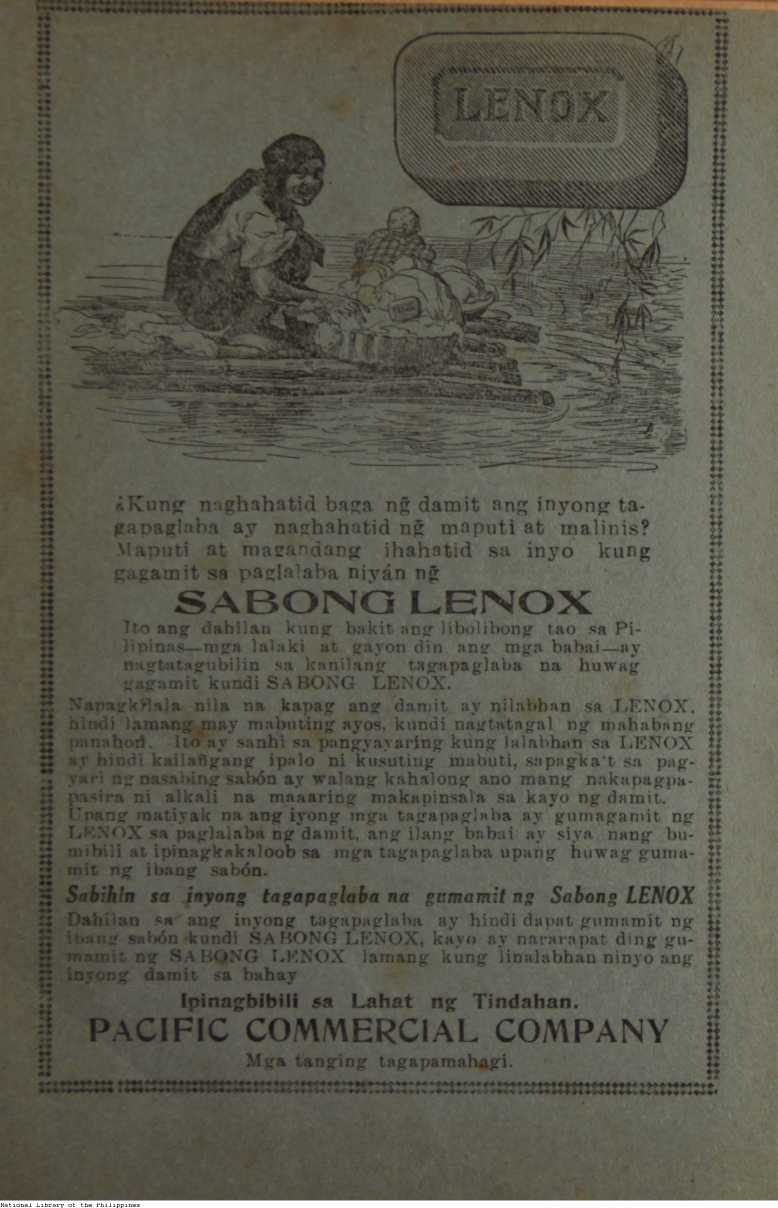 LENOX
¿Kung naghahatid baga ng̃ damit ang inyong ta-
gapaglaba ay naghahatid ng̃ maputi at malinis?
Maputi at magandang ihahatid sa inyo kung
gagamit sa paglalaba niyán ng̃
SABONG LENOX
Ito ang dahilan kung bakit ang libolibong tao sa Pi-
lipinas—mga lalaki at gayon din ang mga babai—ay
nagtatagubilin sa kanilang tagapaglaba na huwag
gagamit kundi SABONG LENOX.
nila na kapag ang damit ay nilabhan sa LENOX,
hindi lamang may mabuting ayos, kundi nagtatagal ng mahabang
panahon. Ito ay sanhi sa pangyayaring kung lalabhan sa LENOX
ay hindi kailang̃ang ipalo ni kusuting mabuti, sapagka't sa pag-
yari ng nasabing sabón ay walang kahalong ano mang nakapagpa-
pasira ni alkali na maaaring makapinsala sa kayo ng damit.
Upang matiyak na ang iyong mga tagapaglaba ay gumagamit ng
LENOX sa paglalaba ng damit, ang ilang babai ay siya nang bu-
mibili at ipinagkakaloob sa mga tagapaglaba upang huwag guma-
mit ng ibang sabón.
Sabihin sa inyong tagapaglaba na gumamit ng Sabong LENOX
Dahilan sa ang inyong tagapaglaba ay hindi dapat gumamit ng
ibang sabón kundi SABONG LENOX, kayo ay nararapat ding gu-
mamit ng SABONG LENOX lamang kung linalabhan ninyo ang
inyong damit sa bahay
Ipinagbibili sa Lahat ng Tindahan.
PACIFIC COMMERCIAL COMPANY
Mga tanging tagapamahagi.
National Library of the Philippines